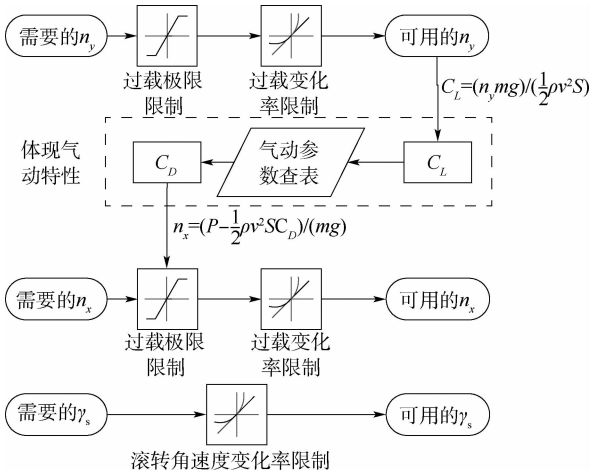 需要的n_y
可用的n_y
过载极限
限制
过载变化
率限制
C_L=(n_ymg)/(1/2ρv²S)
体现气
动特性
C_D
气动参
数查表
C_L
n_x=(P-1/2ρv²SC_D)/(mg)
需要的n_x
可用的n_x
过载极限
限制
过载变化
率限制
需要的γ_s
可用的γ_s
滚转角速度变化率限制